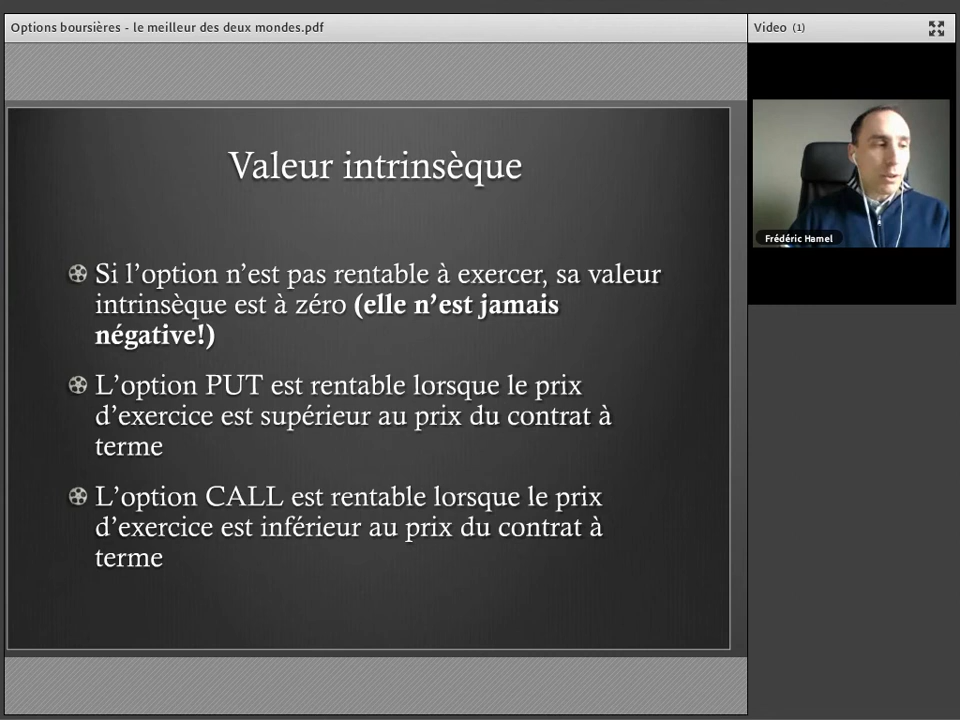 Options boursières - le meilleur des deux mondes.pdf
Video (1)
Frédéric Hamel
Valeur intrinsèque
Si l’option n’est pas rentable à exercer, sa valeur
intrinsèque est à zéro (elle n’est jamais
négative!)
L’option PUT est rentable lorsque le prix
d’exercice est supérieur au prix du contrat à
terme
L’option CALL est rentable lorsque le prix
d’exercice est inférieur au prix du contrat à
terme